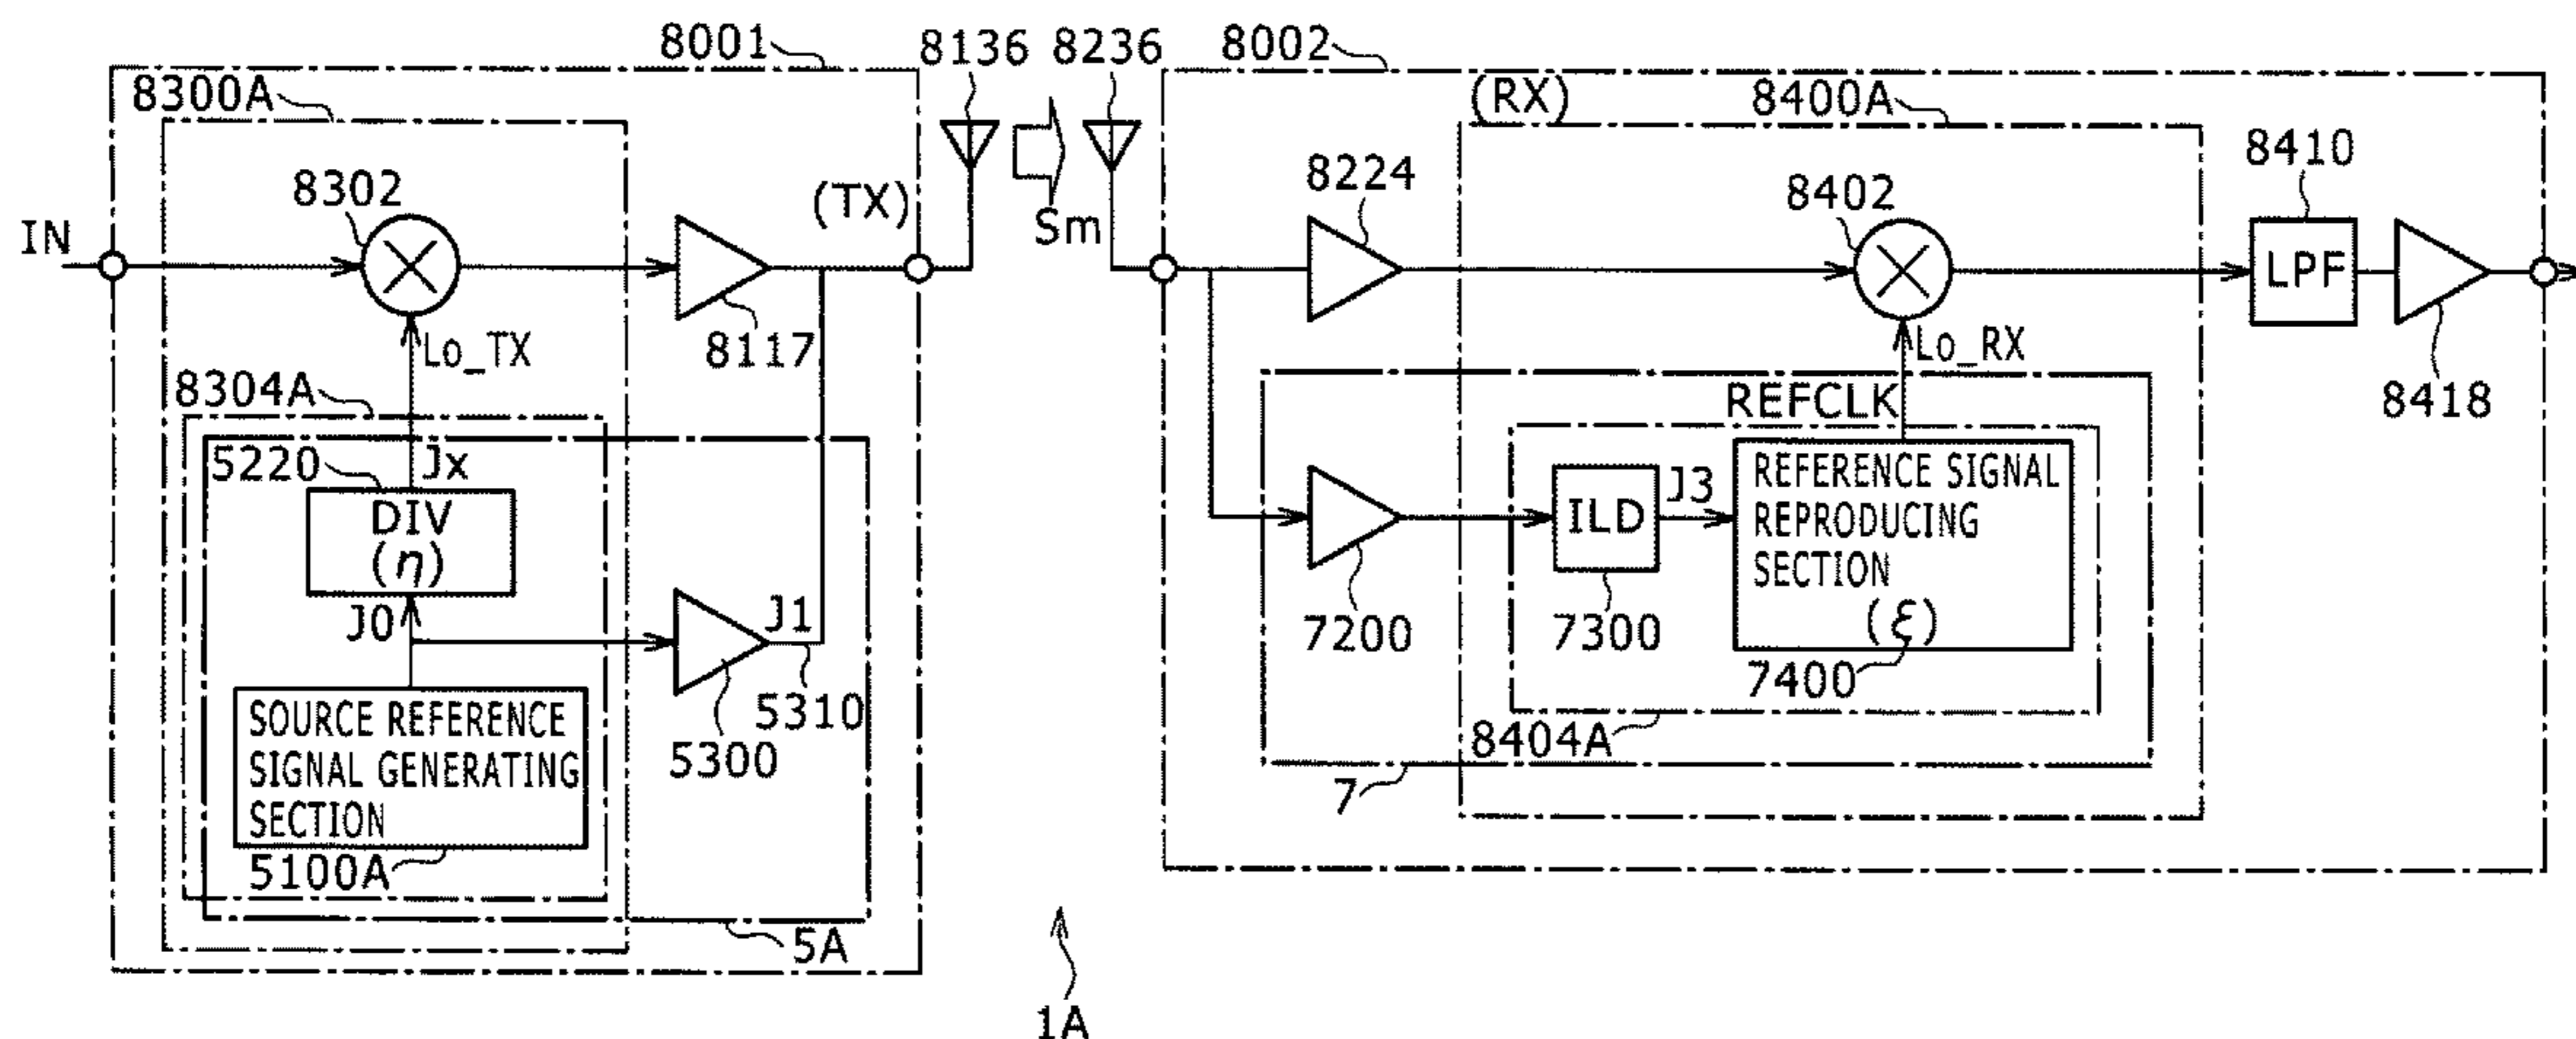 8001
8136
8236
8002
8300A
(RX)
8400A
8302
(TX)
8224
8402
8410
IN
Sm
LPF
Lo_TX
8117
Lo_RX
8418
8304A
REFCLK
5220
Jx
DIV
(η)
J0
J1
5310
5300
SOURCE REFERENCE
SIGNAL GENERATING
SECTION
5100A
5A
ILD
J3
REFERENCE SIGNAL
REPRODUCING
SECTION
(ξ)
7200
7300
7400
8404A
7
1A